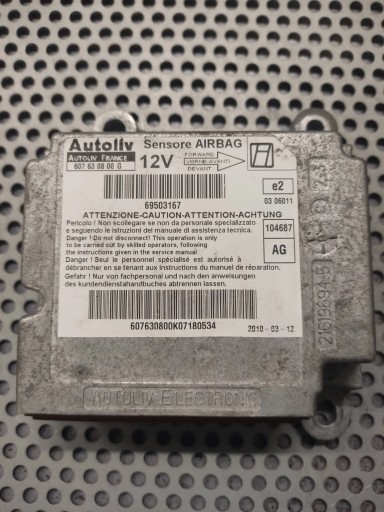 Autoliv
AUTOLIV FRANCE
607 63 08 00 G
Sensore AIRBAG
12V
FORWARD
VORNE-AVANTI
DEVANT
69503167
e2
03 06011
ATTENZIONE-CAUTION-ATTENTION-ACHTUNG
Pericolo ! Non scollegare se non da personale specializzato
e seguendo le istruzioni del manuale di assistenza tecnica.
Danger ! Do not disconnect! This operation is only
to be carried out by skilled operators, following
the instructions given in the service manual
Danger ! Seul le personnel spécialisé est autorisé à
débrancher en se tenant aux instructions du manuel de réparation.
Gefahr ! Nur von fachpersonal und nach den anweisungen
des kundendiensthandbuches abtrennen lassen.
104687
AG
607630800K07180534
2010-03-12
AUTOLIV ELECTRONIC